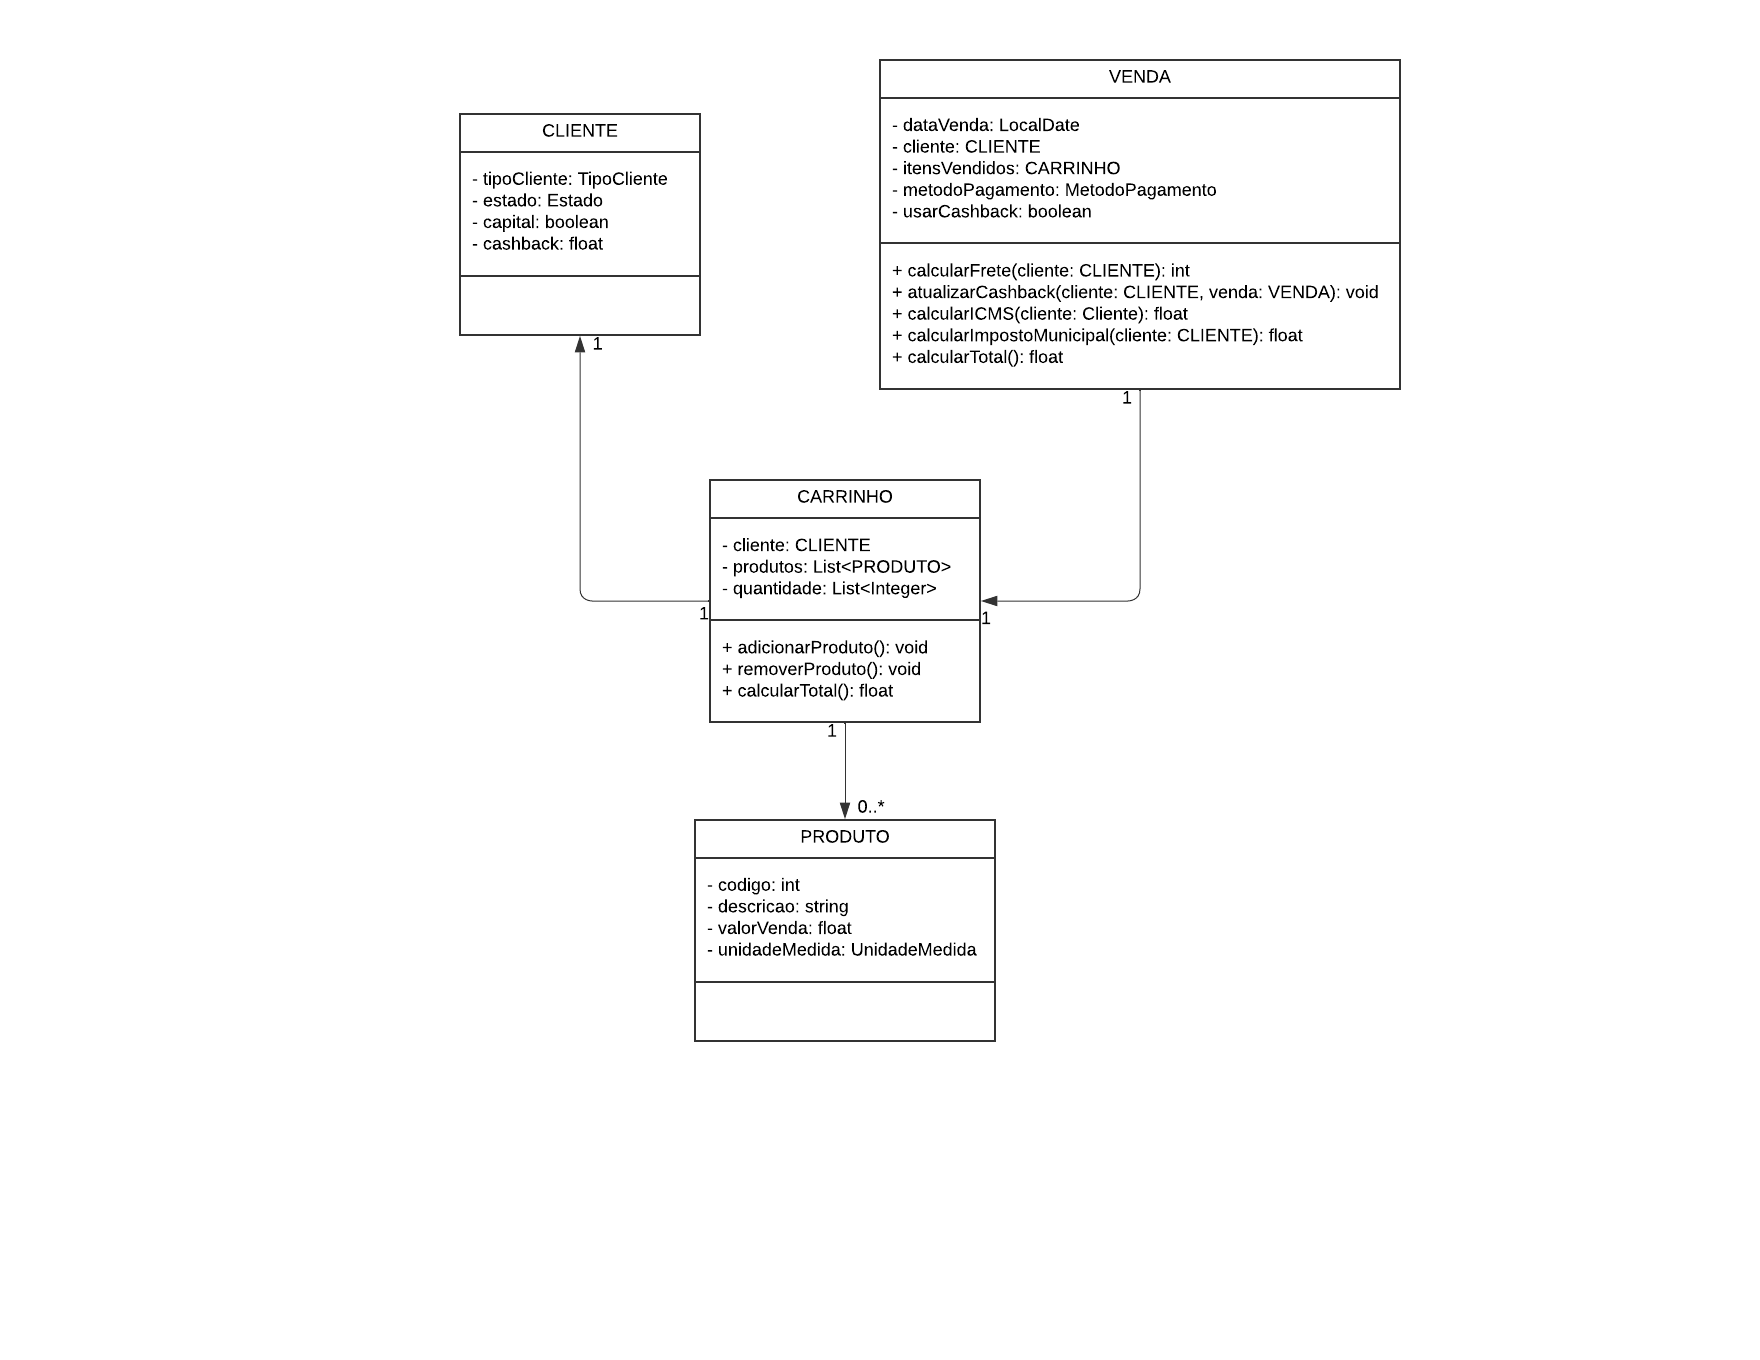 VENDA
- dataVenda: LocalDate
- cliente: CLIENTE
- itensVendidos: CARRINHO
- metodoPagamento: MetodoPagamento
- usarCashback: boolean
+ calcularFrete(cliente: CLIENTE): int
+ atualizarCashback(cliente: CLIENTE, venda: VENDA): void
+ calcularICMS(cliente: Cliente): float
+ calcularImpostoMunicipal(cliente: CLIENTE): float
+ calcularTotal(): float
1
CLIENTE
- tipoCliente: TipoCliente
- estado: Estado
- capital: boolean
- cashback: float
1
CARRINHO
- cliente: CLIENTE
- produtos: List<PRODUTO>
- quantidade: List<Integer>
1
1
+ adicionarProduto(): void
+ removerProduto(): void
+ calcularTotal(): float
1
0..*
PRODUTO
- codigo: int
- descricao: string
- valorVenda: float
- unidadeMedida: UnidadeMedida